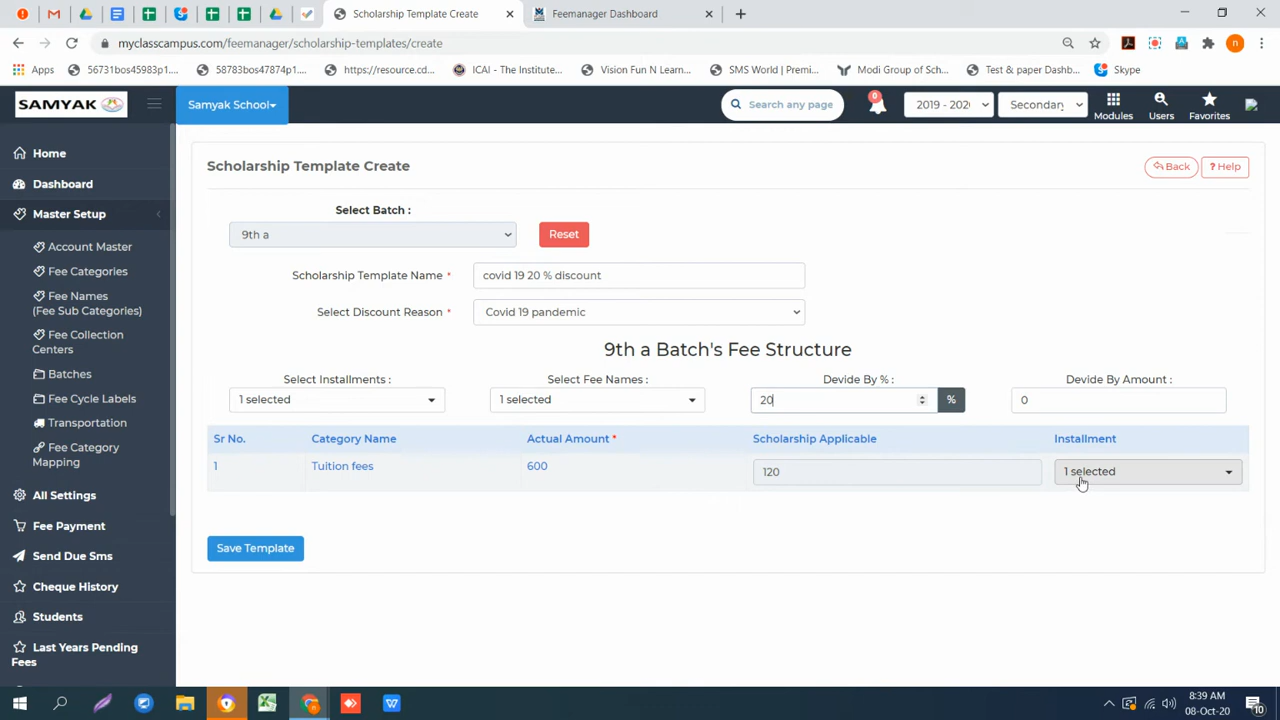 Scholarship Template Create
Feemanager Dashboard
myclasscampus.com/feemanager/scholarship-templates/create
n
Apps
56731bos45983p1....
58783bos47874p1....
https://resource.cd...
ICAI - The Institute...
Vision Fun N Learn...
SMS World | Premi...
Modi Group of Sch...
Test & paper Dashb...
Skype
SAMYAK
Samyak School
Search any page
0
2019 - 2020
Secondary
Modules
Users
Favorites
Home
Dashboard
Master Setup
Account Master
Fee Categories
Fee Names
(Fee Sub Categories)
Fee Collection
Centers
Batches
Fee Cycle Labels
Transportation
Fee Category
Mapping
All Settings
Fee Payment
Send Due Sms
Cheque History
Students
Last Years Pending
Fees
Scholarship Template Create
Back
? Help
Select Batch :
9th a
Reset
Scholarship Template Name *
covid 19 20 % discount
Select Discount Reason *
Covid 19 pandemic
9th a Batch's Fee Structure
Select Installments :
Select Fee Names :
Devide By % :
Devide By Amount :
1 selected
1 selected
20
%
0
Sr No.
Category Name
Actual Amount *
Scholarship Applicable
Installment
1
Tuition fees
600
120
1 selected
Save Template
8:39 AM
08-Oct-20
10